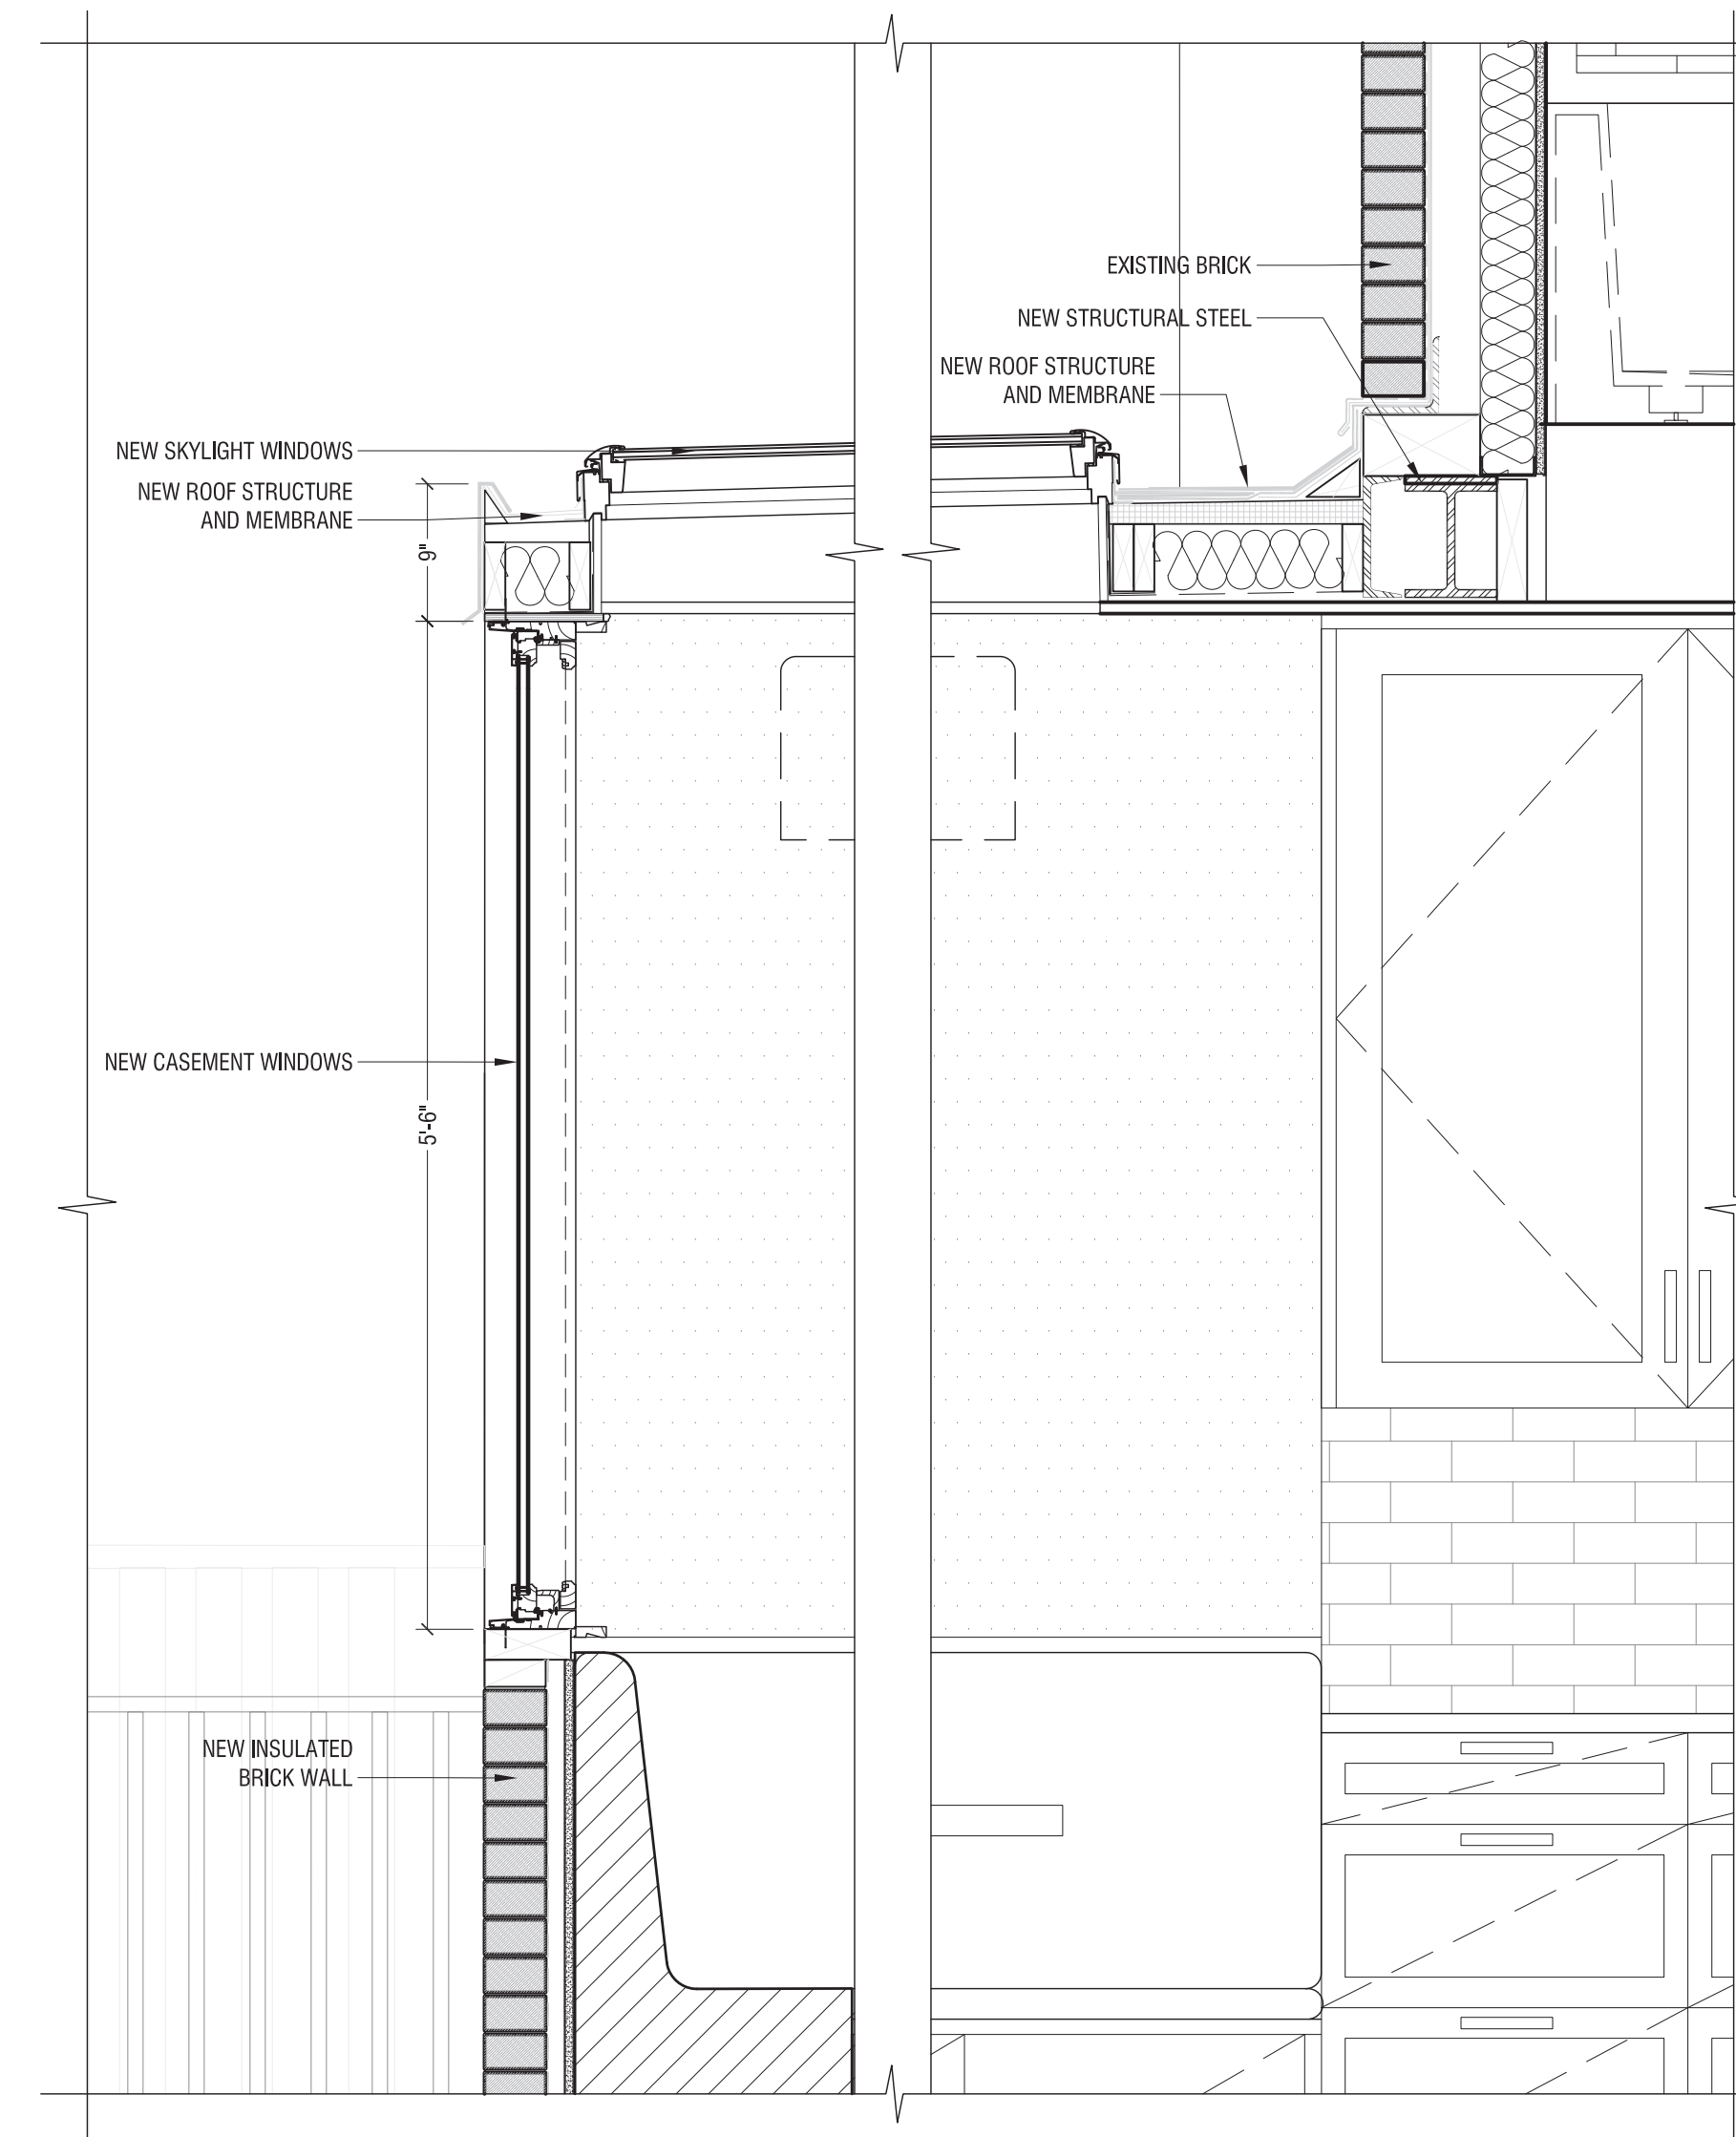 EXISTING BRICK
NEW STRUCTURAL STEEL
NEW ROOF STRUCTURE
AND MEMBRANE
NEW SKYLIGHT WINDOWS
NEW ROOF STRUCTURE
AND MEMBRANE
9"
NEW CASEMENT WINDOWS
5'-6"
NEW INSULATED
BRICK WALL